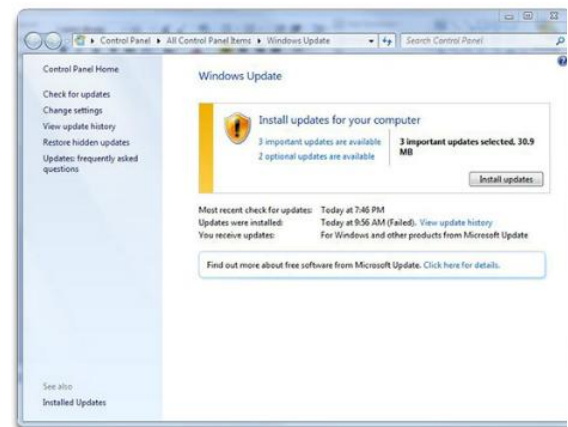 Control Panel ▸ All Control Panel Items ▸ Windows Update
Search Control Panel
Control Panel Home
Check for updates
Change settings
View update history
Restore hidden updates
Updates: frequently asked
questions
Windows Update
Install updates for your computer
3 important updates are available
2 optional updates are available
3 important updates selected, 30.9
MB
Install updates
Most recent check for updates: Today at 7:46 PM
Updates were installed: Today at 9:56 AM (Failed). View update history
You receive updates: For Windows and other products from Microsoft Update
Find out more about free software from Microsoft Update. Click here for details.
See also
Installed Updates